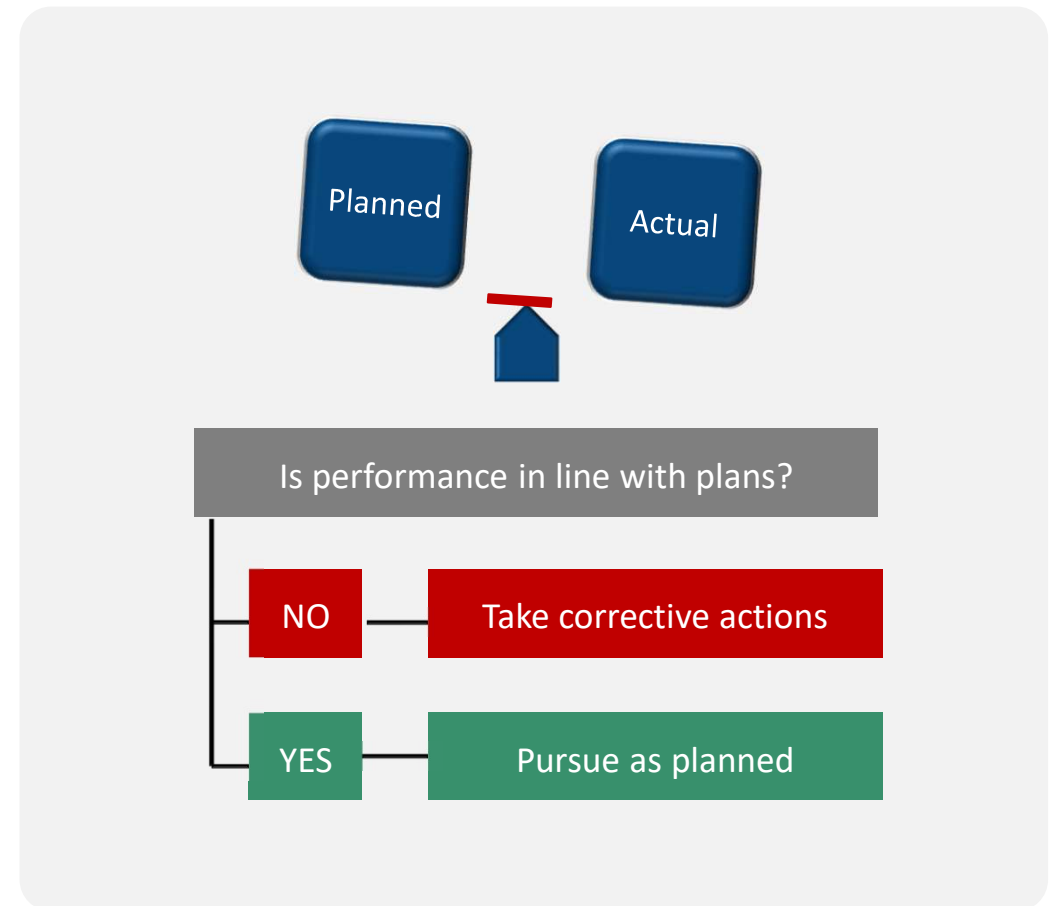 Planned
Actual
Is performance in line with plans?
NO
Take corrective actions
YES
Pursue as planned